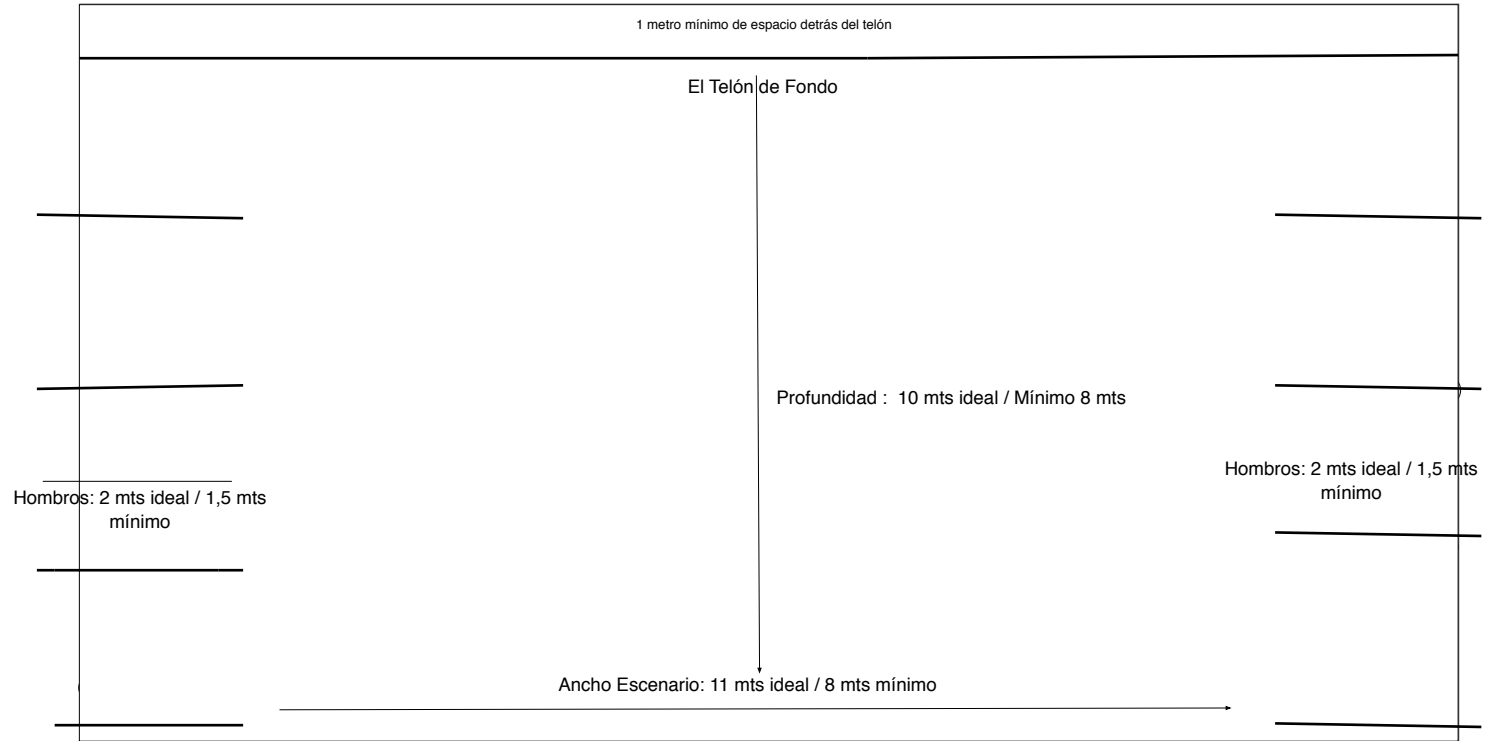 1 metro mínimo de espacio detrás del telón
El Telón de Fondo
Profundidad : 10 mts ideal / Mínimo 8 mts
Hombros: 2 mts ideal / 1,5 mts
mínimo
Hombros: 2 mts ideal / 1,5 mts
mínimo
Ancho Escenario: 11 mts ideal / 8 mts mínimo